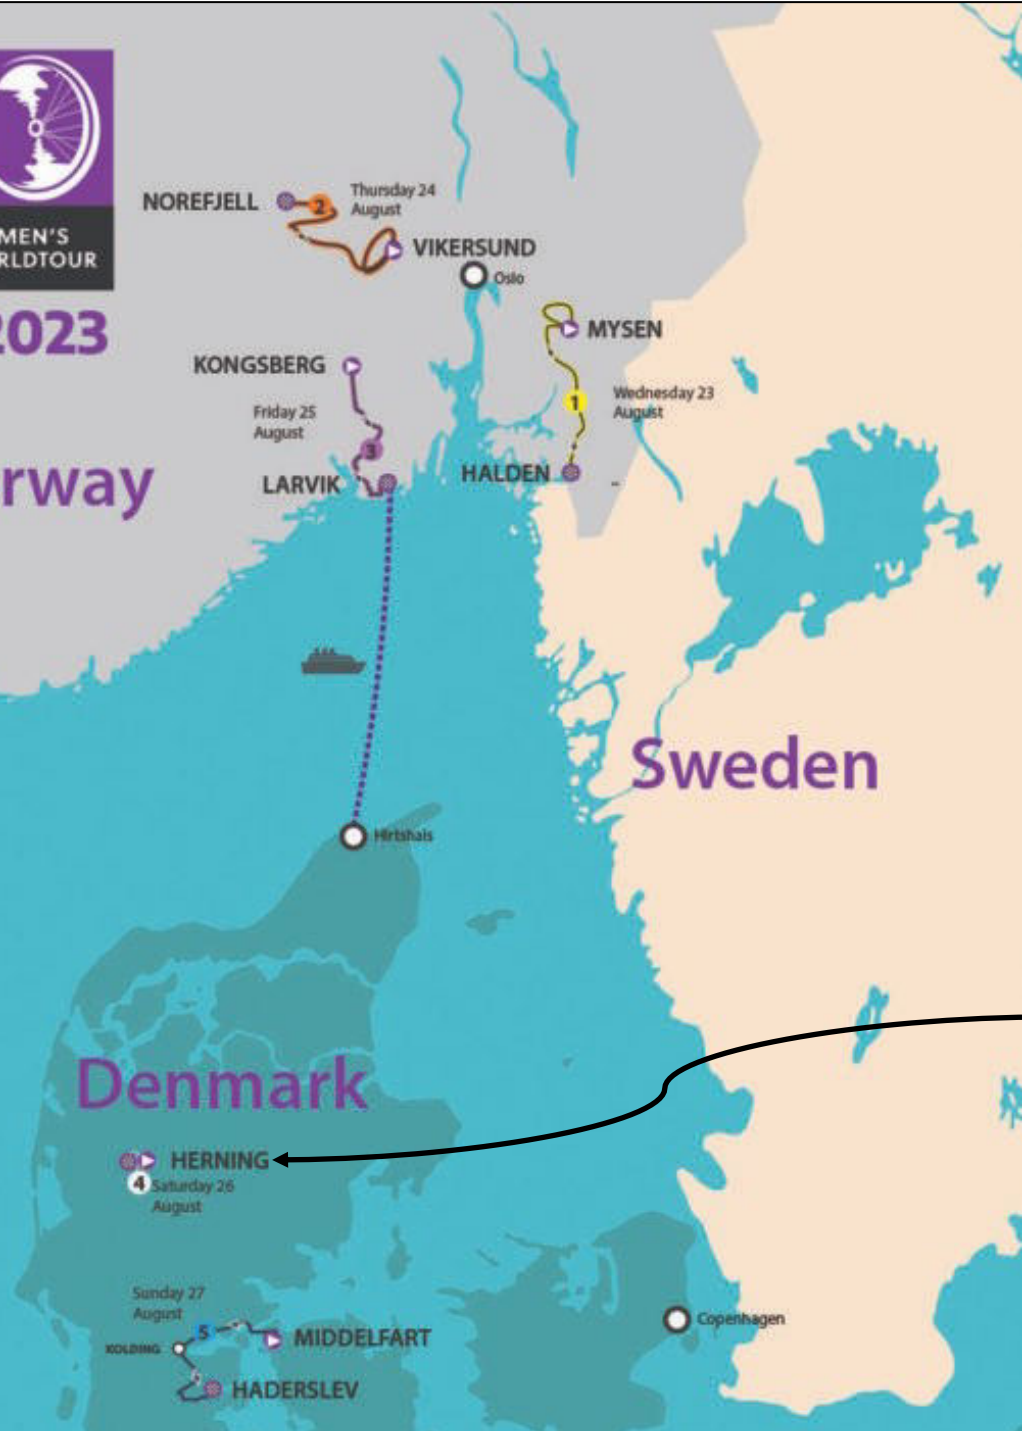 MEN'S
RLDTOUR
2023
NOREFJELL
2
Thursday 24
August
VIKERSUND
Oslo
MYSEN
KONGSBERG
Wednesday 23
August
1
Friday 25
August
3
LARVIK
HALDEN
rway
Sweden
Hirtshals
Denmark
HERNING
4
Saturday 26
August
Sunday 27
August
5
KOLDING
MIDDELFART
HADERSLEV
Copenhagen